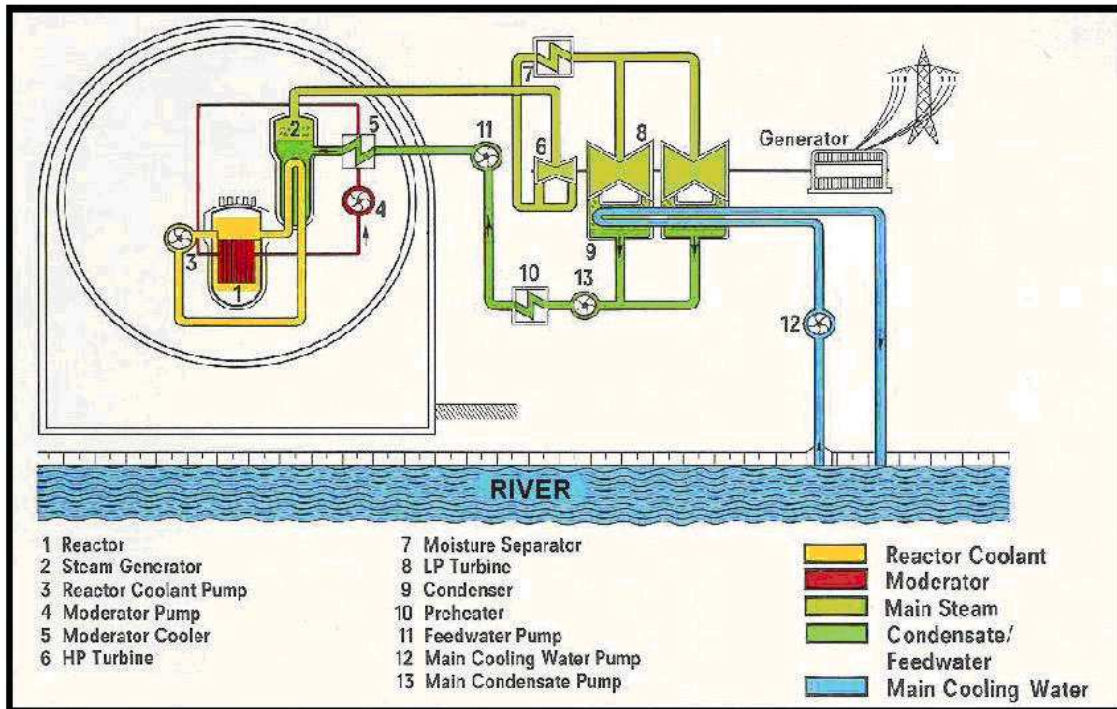 7
2
5
11
6
8
Generator
4
3
1
9
10
13
12
RIVER
1 Reactor
2 Steam Generator
3 Reactor Coolant Pump
4 Moderator Pump
5 Moderator Cooler
6 HP Turbine
7 Moisture Separator
8 LP Turbine
9 Condenser
10 Preheater
11 Feedwater Pump
12 Main Cooling Water Pump
13 Main Condensate Pump
Reactor Coolant
Moderator
Main Steam
Condensate/
Feedwater
Main Cooling Water